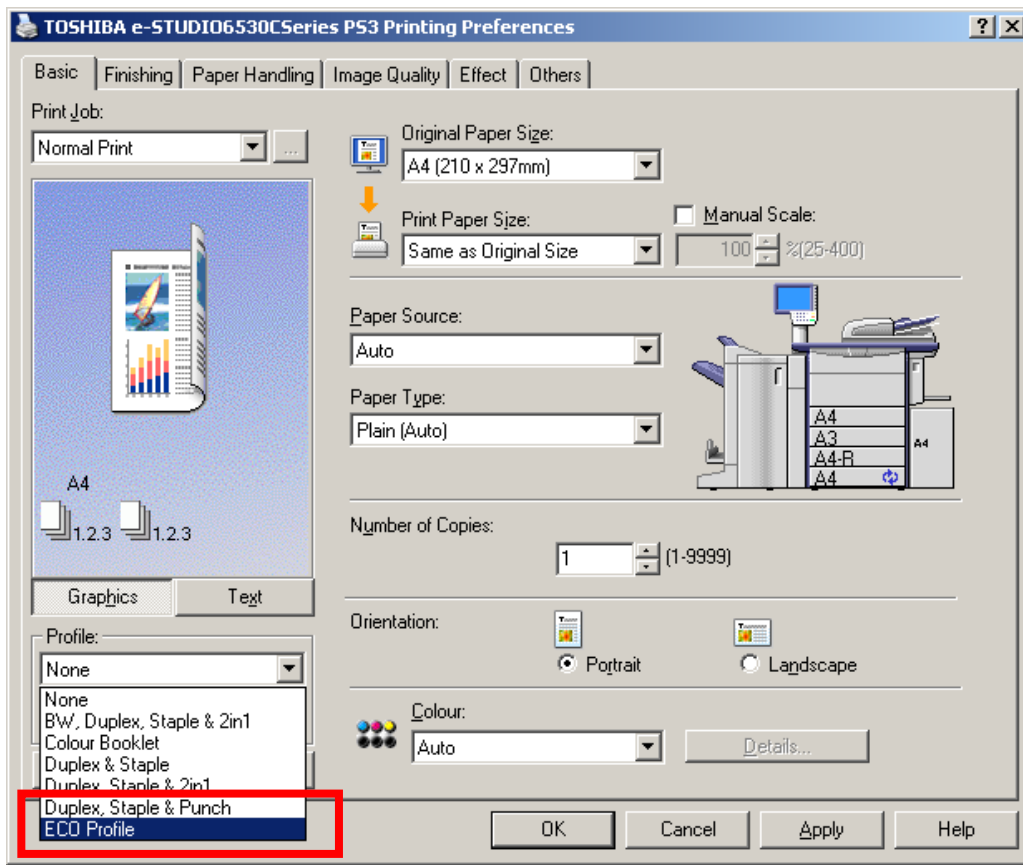 TOSHIBA e-STUDIO6530CSeries PS3 Printing Preferences
Basic
Finishing
Paper Handling
Image Quality
Effect
Others
Print Job:
Normal Print
...
A4
1.2.3
1.2.3
Graphics
Text
Profile:
None
None
BW, Duplex, Staple & 2in1
Colour Booklet
Duplex & Staple
Duplex, Staple & 2in1
Duplex, Staple & Punch
ECO Profile
Original Paper Size:
A4 (210 x 297mm)
Print Paper Size:
Same as Original Size
Manual Scale:
100 %(25-400)
Paper Source:
Auto
Paper Type:
Plain (Auto)
A4
A3
A4-R
A4
A4
Number of Copies:
1 (1-9999)
Orientation:
Portrait
Landscape
Colour:
Auto
Details...
OK
Cancel
Apply
Help